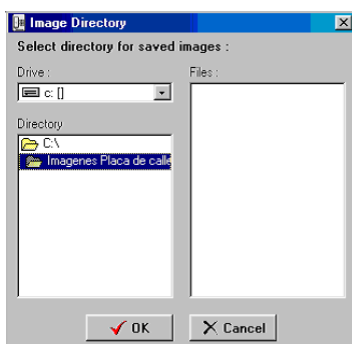 Image Directory
Select directory for saved images :
Drive :
Files :
c: []
Directory
C:\
Imagenes Placa de calle
OK
Cancel